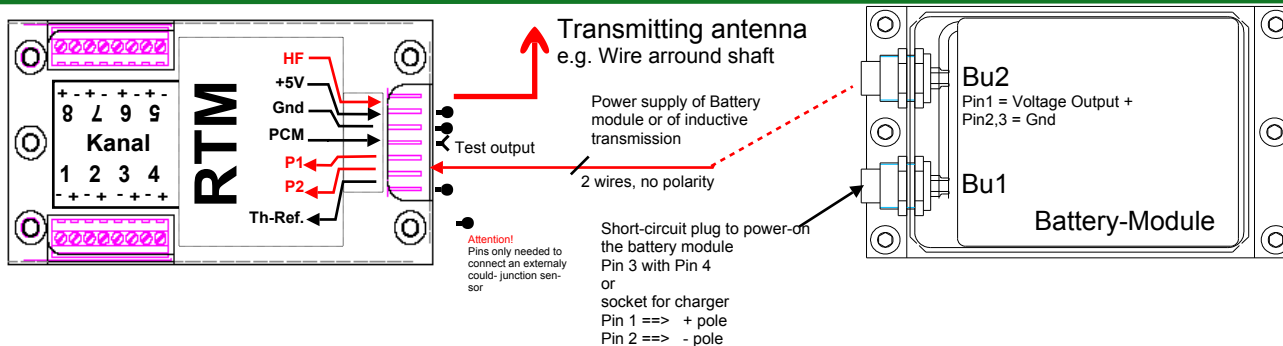 + - + - + - + -
8 7 6 5
Kanal
1 2 3 4
- + - + - + - +
RTM
HF
+5V
Gnd
PCM
P1
P2
Th-Ref.
Transmitting antenna
e.g. Wire arround shaft
Test output
Power supply of Battery
module or of inductive
transmission
2 wires, no polarity
Attention!
Pins only needed to
connect an externaly
could- junction sen-
sor
Short-circuit plug to power-on
the battery module
Pin 3 with Pin 4
or
socket for charger
Pin 1 ==> + pole
Pin 2 ==> - pole
Bu2
Pin1 = Voltage Output +
Pin2,3 = Gnd
Bu1
Battery-Module